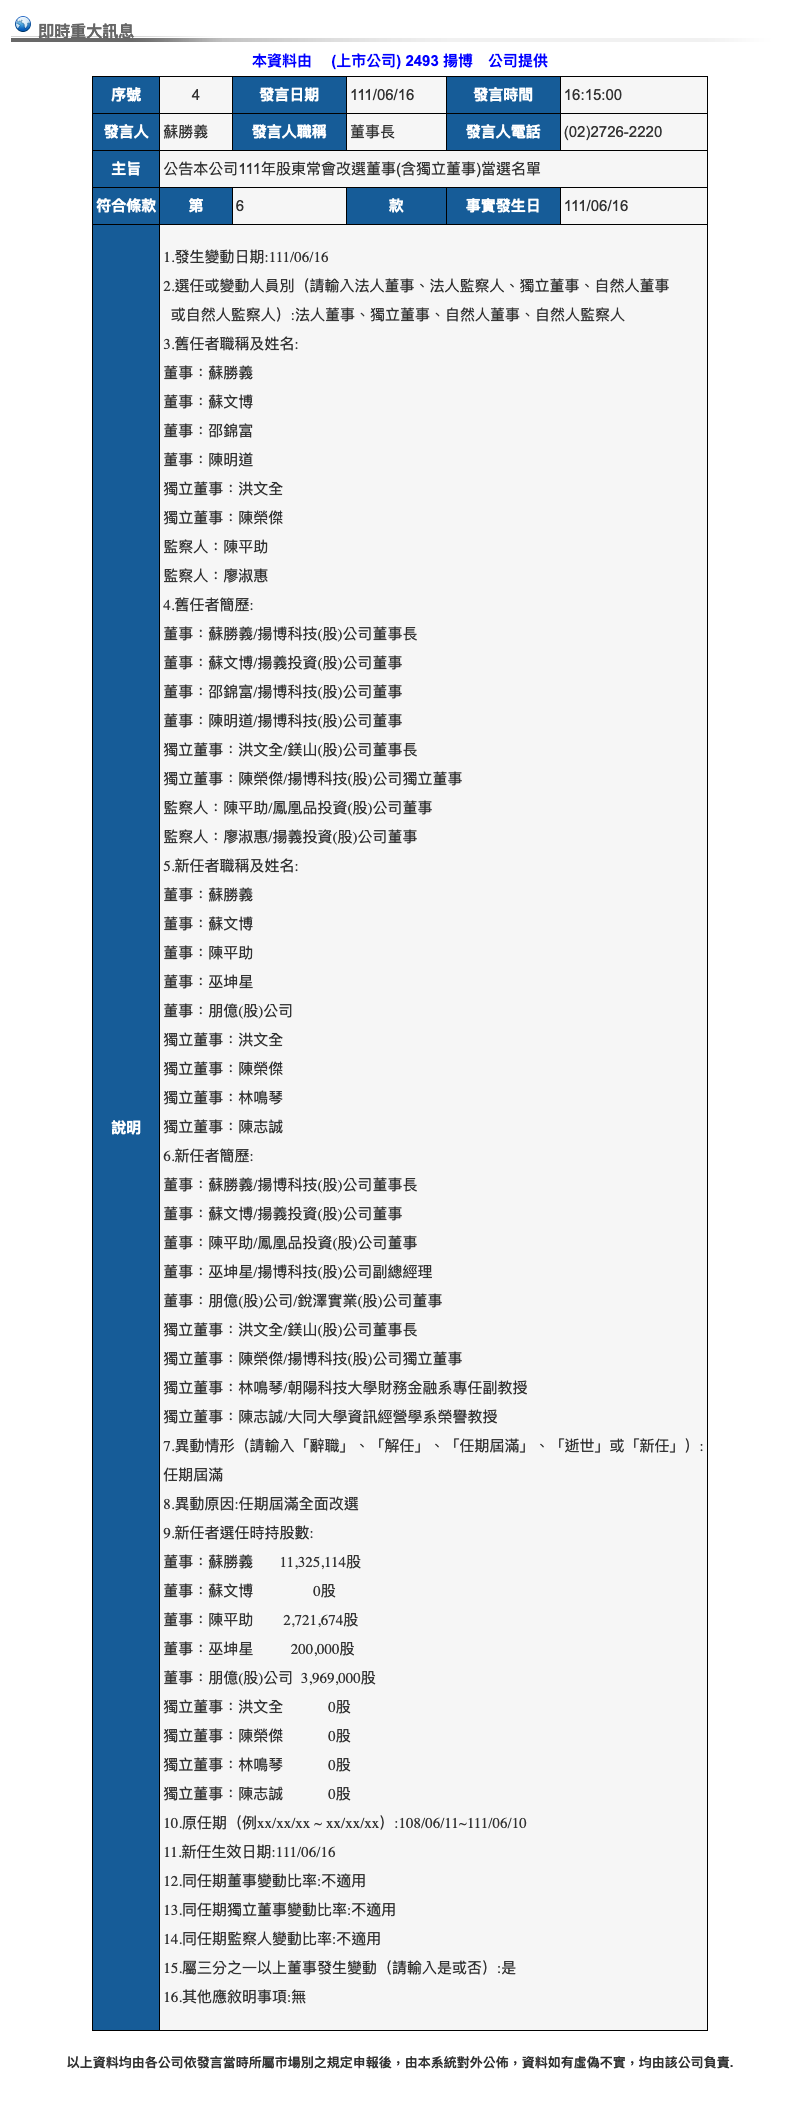 即時重大訊息
本資料由　(上市公司) 2493 揚博　公司提供
序號 4 發言日期 111/06/16 發言時間 16:15:00
發言人 蘇勝義 發言人職稱 董事長 發言人電話 (02)2726-2220
主旨 公告本公司111年股東常會改選董事(含獨立董事)當選名單
符合條款 第 6 款 事實發生日 111/06/16
說明
1.發生變動日期:111/06/16
2.選任或變動人員別（請輸入法人董事、法人監察人、獨立董事、自然人董事
或自然人監察人）:法人董事、獨立董事、自然人董事、自然人監察人
3.舊任者職稱及姓名:
董事：蘇勝義
董事：蘇文博
董事：邵錦富
董事：陳明道
獨立董事：洪文全
獨立董事：陳榮傑
監察人：陳平助
監察人：廖淑惠
4.舊任者簡歷:
董事：蘇勝義/揚博科技(股)公司董事長
董事：蘇文博/揚義投資(股)公司董事
董事：邵錦富/揚博科技(股)公司董事
董事：陳明道/揚博科技(股)公司董事
獨立董事：洪文全/鎂山(股)公司董事長
獨立董事：陳榮傑/揚博科技(股)公司獨立董事
監察人：陳平助/鳳凰品投資(股)公司董事
監察人：廖淑惠/揚義投資(股)公司董事
5.新任者職稱及姓名:
董事：蘇勝義
董事：蘇文博
董事：陳平助
董事：巫坤星
董事：朋億(股)公司
獨立董事：洪文全
獨立董事：陳榮傑
獨立董事：林鳴琴
獨立董事：陳志誠
6.新任者簡歷:
董事：蘇勝義/揚博科技(股)公司董事長
董事：蘇文博/揚義投資(股)公司董事
董事：陳平助/鳳凰品投資(股)公司董事
董事：巫坤星/揚博科技(股)公司副總經理
董事：朋億(股)公司/銳澤實業(股)公司董事
獨立董事：洪文全/鎂山(股)公司董事長
獨立董事：陳榮傑/揚博科技(股)公司獨立董事
獨立董事：林鳴琴/朝陽科技大學財務金融系專任副教授
獨立董事：陳志誠/大同大學資訊經營學系榮譽教授
7.異動情形（請輸入「辭職」、「解任」、「任期屆滿」、「逝世」或「新任」）:
任期屆滿
8.異動原因:任期屆滿全面改選
9.新任者選任時持股數:
董事：蘇勝義 11,325,114股
董事：蘇文博 0股
董事：陳平助 2,721,674股
董事：巫坤星 200,000股
董事：朋億(股)公司 3,969,000股
獨立董事：洪文全 0股
獨立董事：陳榮傑 0股
獨立董事：林鳴琴 0股
獨立董事：陳志誠 0股
10.原任期（例xx/xx/xx ~ xx/xx/xx）:108/06/11~111/06/10
11.新任生效日期:111/06/16
12.同任期董事變動比率:不適用
13.同任期獨立董事變動比率:不適用
14.同任期監察人變動比率:不適用
15.屬三分之一以上董事發生變動（請輸入是或否）:是
16.其他應敘明事項:無
以上資料均由各公司依發言當時所屬市場別之規定申報後，由本系統對外公佈，資料如有虛偽不實，均由該公司負責.